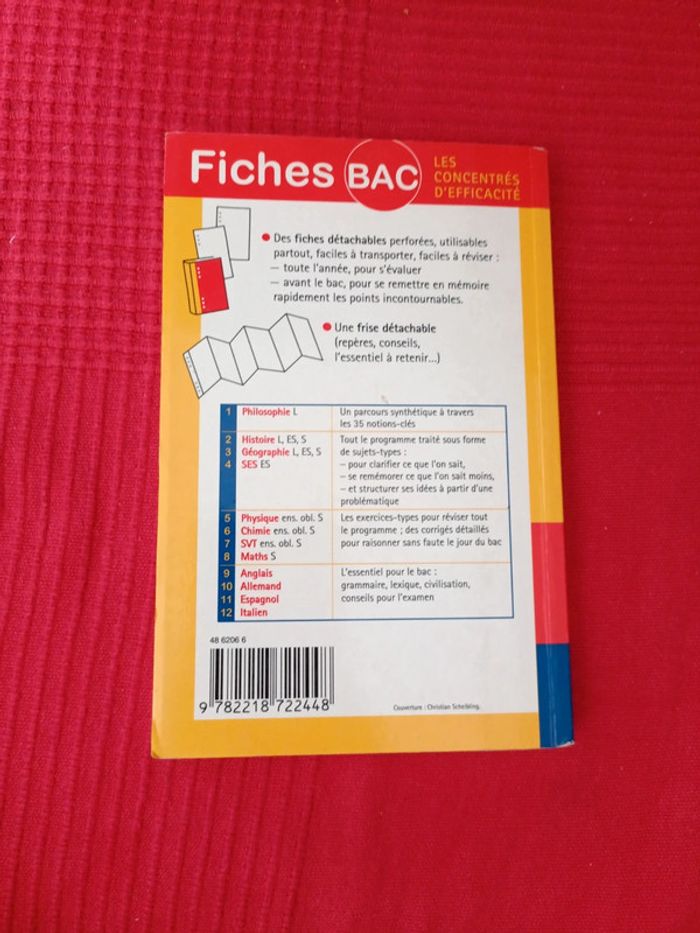 Fiches BAC
LES
CONCENTRÉS
D'EFFICACITÉ
● Des fiches détachables perforées, utilisables
partout, faciles à transporter, faciles à réviser :
– toute l'année, pour s'évaluer
– avant le bac, pour se remettre en mémoire
rapidement les points incontournables.
● Une frise détachable
(repères, conseils,
l'essentiel à retenir...)
1 Philosophie L
Un parcours synthétique à travers
les 35 notions-clés
2 Histoire L, ES, S
3 Géographie L, ES, S
4 SES ES
Tout le programme traité sous forme
de sujets-types :
– pour clarifier ce que l'on sait,
– se remémorer ce que l'on sait moins,
– et structurer ses idées à partir d'une
problématique
5 Physique ens. obl. S
6 Chimie ens. obl. S
7 SVT ens. obl. S
8 Maths S
Les exercices-types pour réviser tout
le programme ; des corrigés détaillés
pour raisonner sans faute le jour du bac
9 Anglais
10 Allemand
11 Espagnol
12 Italien
L'essentiel pour le bac :
grammaire, lexique, civilisation,
conseils pour l'examen
48 6206 6
9 782218 722448
Couverture : Christian Scheibling.